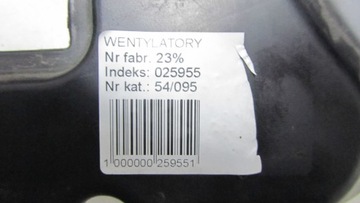 WENTYLATORY
Nr fabr. 23%
Indeks: 025955
Nr kat.: 54/095
1 000000 259551